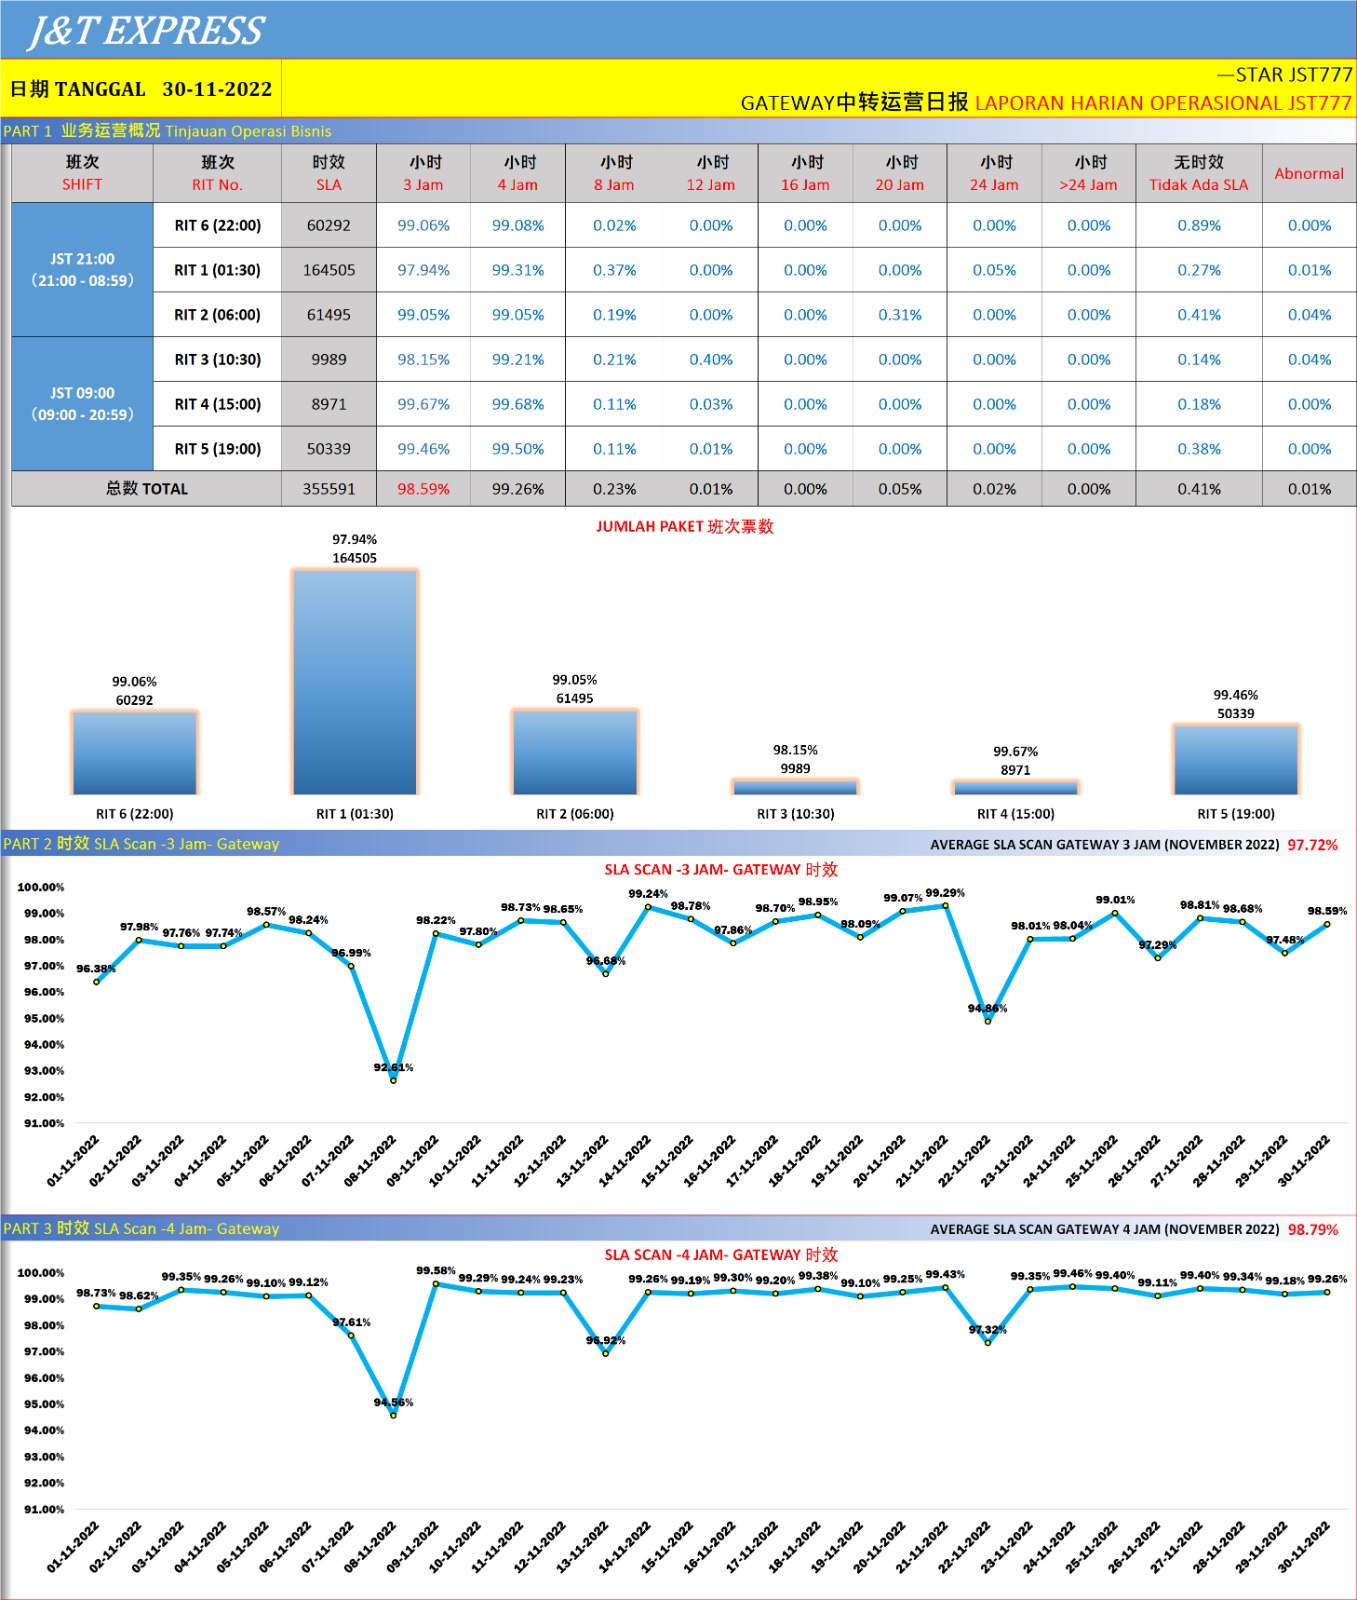 J&T EXPRESS
日期 TANGGAL 30-11-2022
—STAR JST777
GATEWAY中转运营日报 LAPORAN HARIAN OPERASIONAL JST777
PART 1 业务运营概况 Tinjauan Operasi Bisnis
班次 班次 时效 小时 小时 小时 小时 小时 小时 小时 小时 无时效
SHIFT RIT No. SLA 3 Jam 4 Jam 8 Jam 12 Jam 16 Jam 20 Jam 24 Jam >24 Jam Tidak Ada SLA Abnormal
JST 21:00
（21:00 - 08:59）
RIT 6 (22:00) 60292 99.06% 99.08% 0.02% 0.00% 0.00% 0.00% 0.00% 0.00% 0.89% 0.00%
RIT 1 (01:30) 164505 97.94% 99.31% 0.37% 0.00% 0.00% 0.00% 0.05% 0.00% 0.27% 0.01%
RIT 2 (06:00) 61495 99.05% 99.05% 0.19% 0.00% 0.00% 0.31% 0.00% 0.00% 0.41% 0.04%
JST 09:00
（09:00 - 20:59）
RIT 3 (10:30) 9989 98.15% 99.21% 0.21% 0.40% 0.00% 0.00% 0.00% 0.00% 0.14% 0.04%
RIT 4 (15:00) 8971 99.67% 99.68% 0.11% 0.03% 0.00% 0.00% 0.00% 0.00% 0.18% 0.00%
RIT 5 (19:00) 50339 99.46% 99.50% 0.11% 0.01% 0.00% 0.00% 0.00% 0.00% 0.38% 0.00%
总数 TOTAL 355591 98.59% 99.26% 0.23% 0.01% 0.00% 0.05% 0.02% 0.00% 0.41% 0.01%
JUMLAH PAKET 班次票数
99.06%
60292
97.94%
164505
99.05%
61495
98.15%
9989
99.67%
8971
99.46%
50339
RIT 6 (22:00) RIT 1 (01:30) RIT 2 (06:00) RIT 3 (10:30) RIT 4 (15:00) RIT 5 (19:00)
PART 2 时效 SLA Scan -3 Jam- Gateway AVERAGE SLA SCAN GATEWAY 3 JAM (NOVEMBER 2022) 97.72%
SLA SCAN -3 JAM- GATEWAY 时效
100.00%
99.00%
98.00%
97.00%
96.00%
95.00%
94.00%
93.00%
92.00%
91.00%
96.38% 97.98% 97.76% 97.74% 98.57% 98.24% 96.99% 92.61% 98.22% 97.80% 98.73% 98.65% 96.68% 99.24% 98.78% 97.86% 98.70% 98.95% 98.09% 99.07% 99.29% 94.86% 98.01% 98.04% 99.01% 97.29% 98.81% 98.68% 97.48% 98.59%
01-11-2022 02-11-2022 03-11-2022 04-11-2022 05-11-2022 06-11-2022 07-11-2022 08-11-2022 09-11-2022 10-11-2022 11-11-2022 12-11-2022 13-11-2022 14-11-2022 15-11-2022 16-11-2022 17-11-2022 18-11-2022 19-11-2022 20-11-2022 21-11-2022 22-11-2022 23-11-2022 24-11-2022 25-11-2022 26-11-2022 27-11-2022 28-11-2022 29-11-2022 30-11-2022
PART 3 时效 SLA Scan -4 Jam- Gateway AVERAGE SLA SCAN GATEWAY 4 JAM (NOVEMBER 2022) 98.79%
SLA SCAN -4 JAM- GATEWAY 时效
100.00%
99.00%
98.00%
97.00%
96.00%
95.00%
94.00%
93.00%
92.00%
91.00%
98.73% 98.62% 99.35% 99.26% 99.10% 99.12% 97.61% 94.56% 99.58% 99.29% 99.24% 99.23% 96.92% 99.26% 99.19% 99.30% 99.20% 99.38% 99.10% 99.25% 99.43% 97.32% 99.35% 99.46% 99.40% 99.11% 99.40% 99.34% 99.18% 99.26%
01-11-2022 02-11-2022 03-11-2022 04-11-2022 05-11-2022 06-11-2022 07-11-2022 08-11-2022 09-11-2022 10-11-2022 11-11-2022 12-11-2022 13-11-2022 14-11-2022 15-11-2022 16-11-2022 17-11-2022 18-11-2022 19-11-2022 20-11-2022 21-11-2022 22-11-2022 23-11-2022 24-11-2022 25-11-2022 26-11-2022 27-11-2022 28-11-2022 29-11-2022 30-11-2022